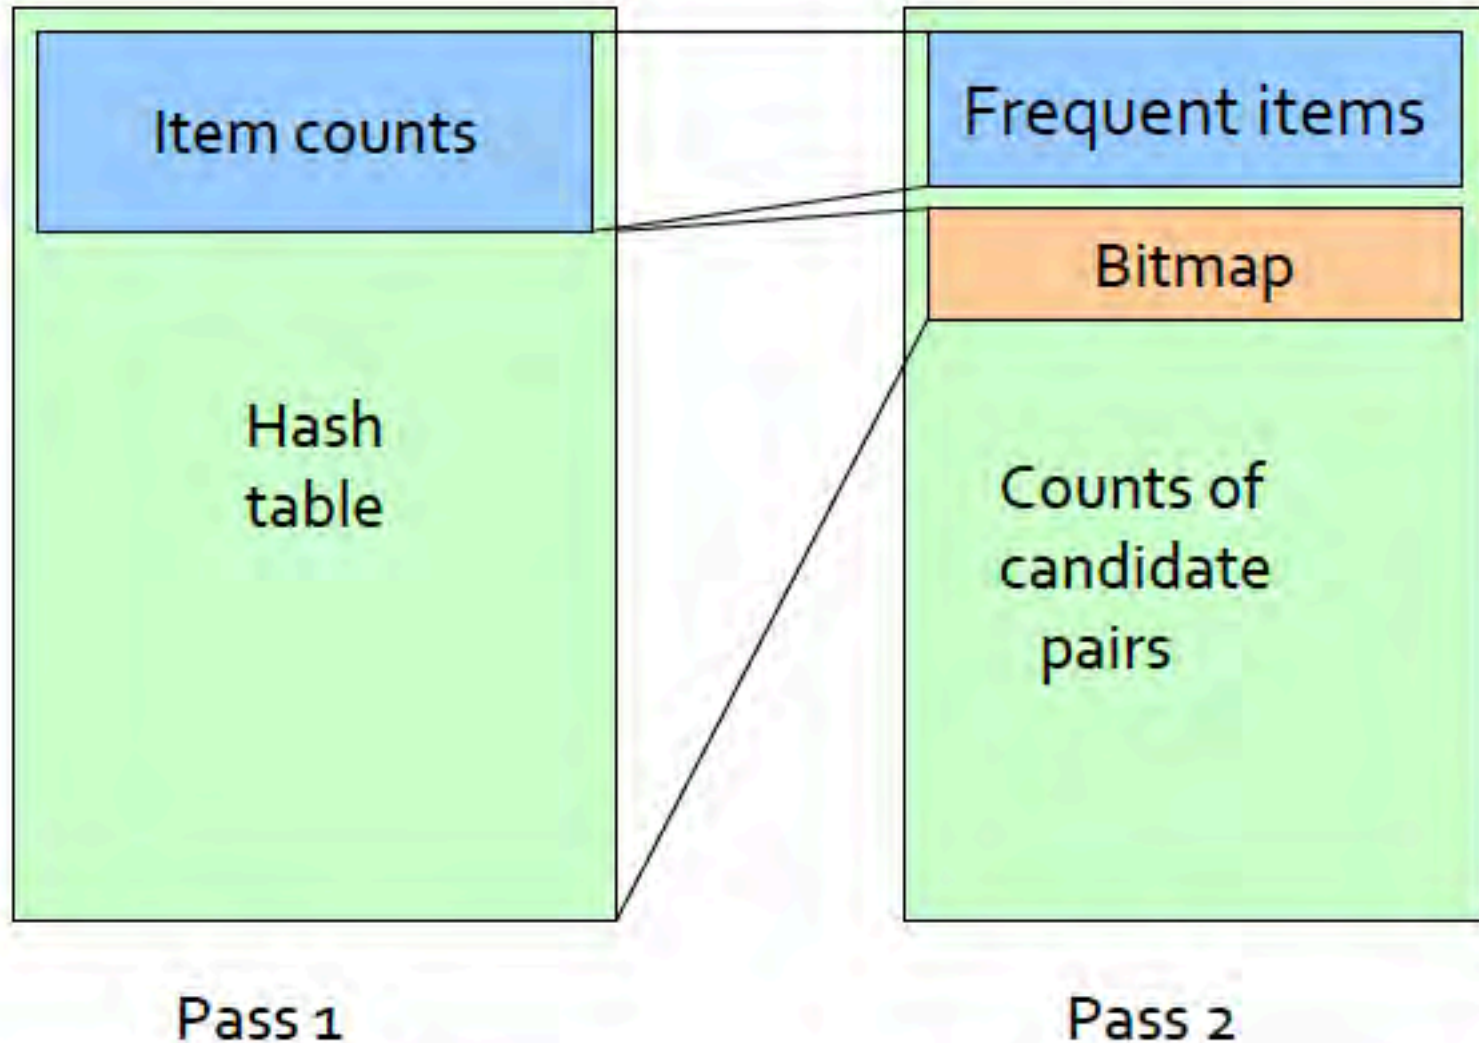 Item counts
Hash
table
Pass 1
Frequent items
Bitmap
Counts of
candidate
pairs
Pass 2